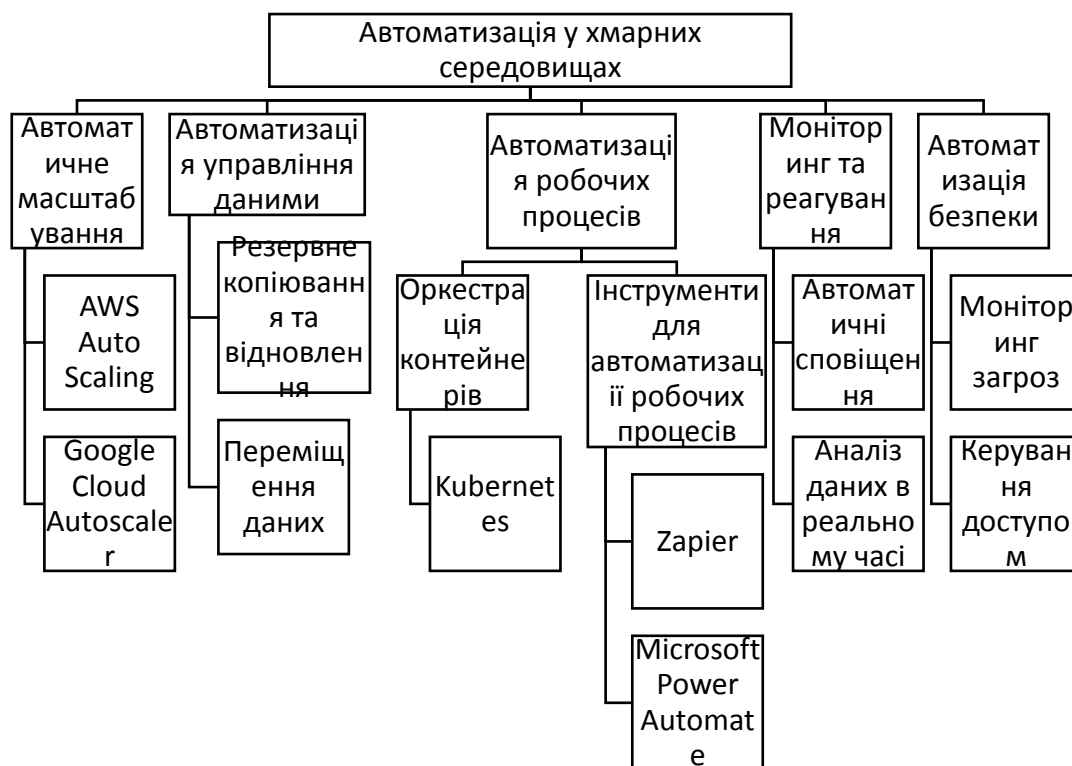 Автоматизація у хмарних
середовищах
Автомат
ичне
масштаб
ування
AWS
Auto
Scaling
Google
Cloud
Autoscale
r
Автоматизаці
я управління
даними
Резервне
копіюванн
я та
відновлен
ня
Переміщ
ення
даних
Автоматизаці
я робочих
процесів
Оркестра
ція
контейне
рів
Kubernet
es
Інструменти
для
автоматизац
ії робочих
процесів
Zapier
Microsoft
Power
Automat
e
Монітор
инг та
реагуван
ня
Автомат
ичні
сповіщен
ня
Аналіз
даних в
реально
му часі
Автомат
изація
безпеки
Монітор
инг
загроз
Керуван
ня
доступо
м